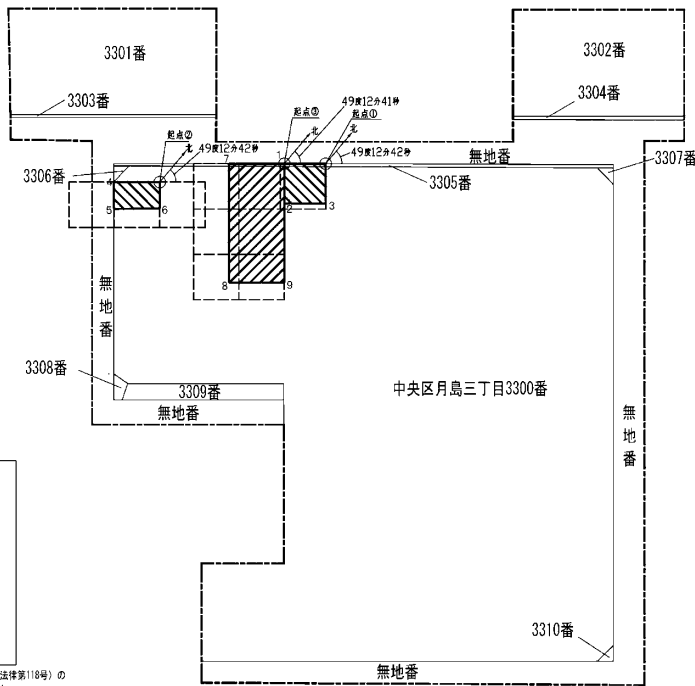 3301番
3302番
3303番
3304番
49度12分41秒
起点③
起点①
北
北
起点②
北
49度12分42秒
49度12分42秒
無地番
3307番
3306番
3305番
7
1
4
5
6
2
3
8
9
無地番
3308番
3309番
無地番
中央区月島三丁目3300番
無地番
3310番
無地番
法律第118号）の